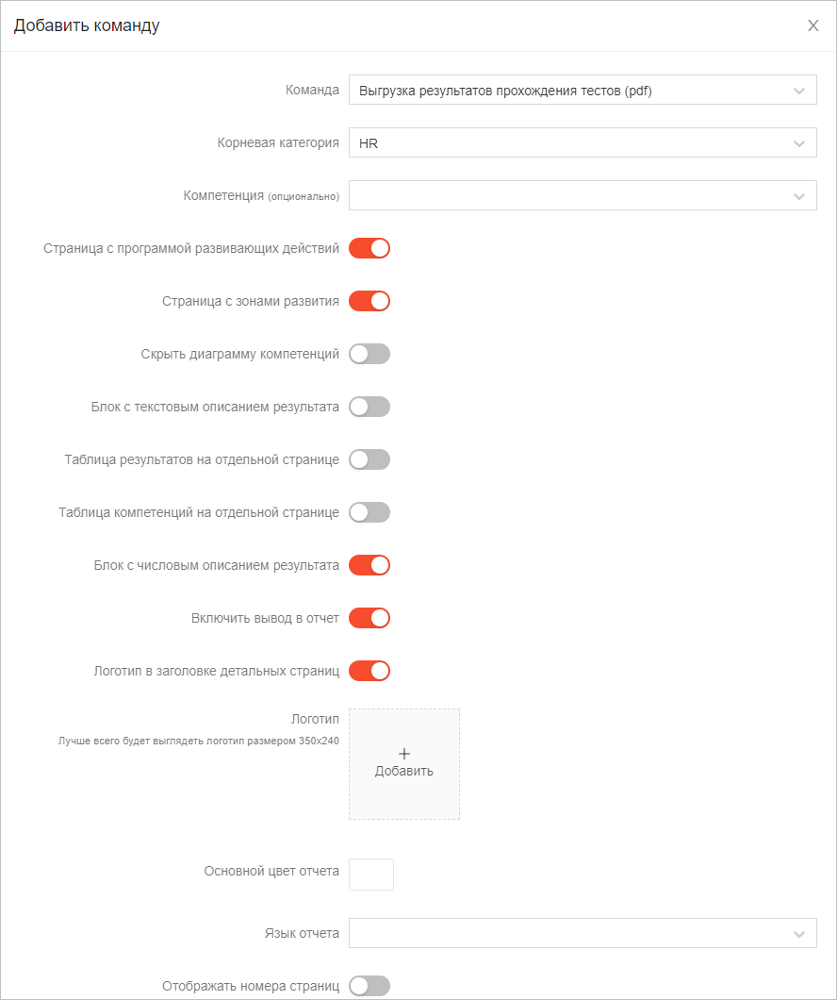 Добавить команду
Команда Выгрузка результатов прохождения тестов (pdf)
Корневая категория HR
Компетенция (опционально)
Страница с программой развивающих действий
Страница с зонами развития
Скрыть диаграмму компетенций
Блок с текстовым описанием результата
Таблица результатов на отдельной странице
Таблица компетенций на отдельной странице
Блок с числовым описанием результата
Включить вывод в отчет
Логотип в заголовке детальных страниц
Логотип
Лучше всего будет выглядеть логотип размером 350x240
Добавить
Основной цвет отчета
Язык отчета
Отображать номера страниц